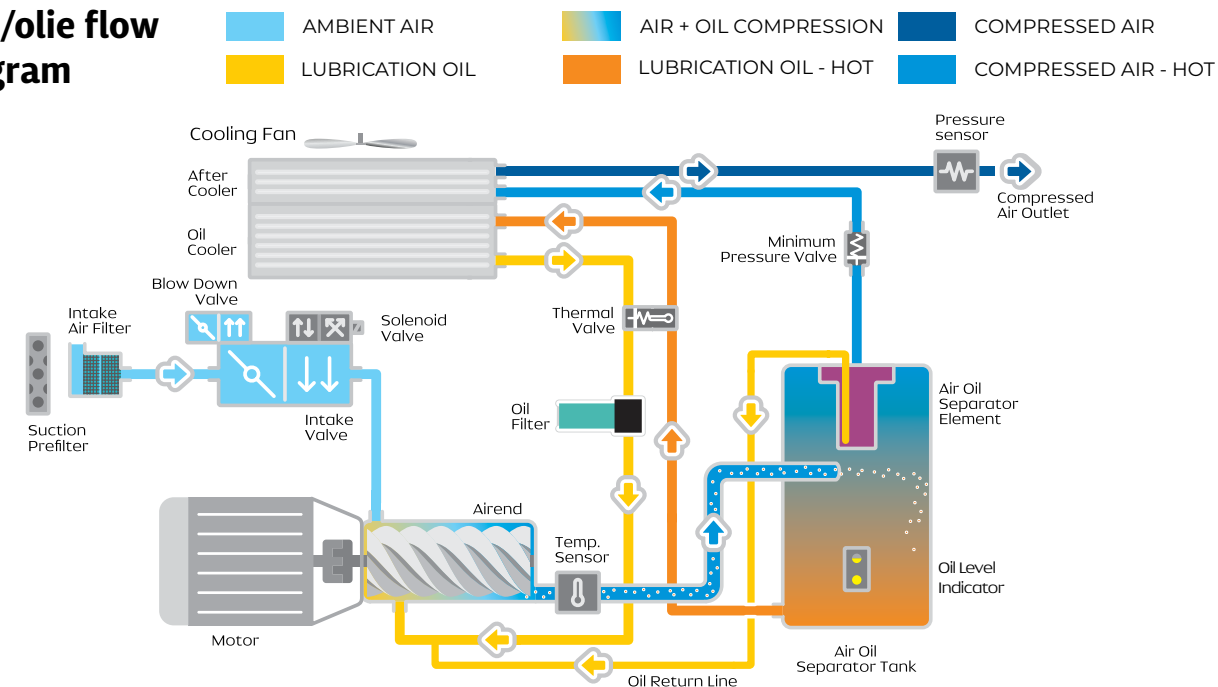 /olie flow
gram
AMBIENT AIR
AIR + OIL COMPRESSION
COMPRESSED AIR
LUBRICATION OIL
LUBRICATION OIL - HOT
COMPRESSED AIR - HOT
Cooling Fan
Pressure
sensor
After
Cooler
Compressed
Air Outlet
Oil
Cooler
Minimum
Pressure Valve
Blow Down
Valve
Intake
Air Filter
Solenoid
Valve
Thermal
Valve
Suction
Prefilter
Intake
Valve
Oil
Filter
Air Oil
Separator
Element
Airend
Temp.
Sensor
Oil Level
Indicator
Motor
Air Oil
Separator Tank
Oil Return Line